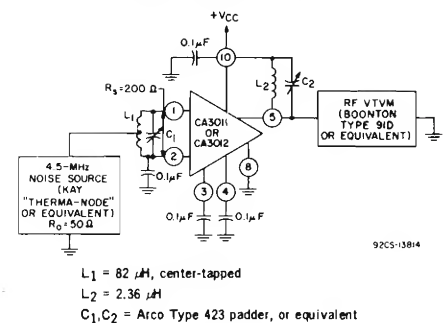 +VCC
0.1µF
10
L2
C2
Rs=200 Ω
L1
C1
1
2
CA3011
OR
CA3012
5
8
3
4
0.1µF
0.1µF
0.1µF
RF VTVM
(BOONTON
TYPE 91D
OR EQUIVALENT)
4.5-MHz
NOISE SOURCE
(KAY
"THERMA-NODE"
OR EQUIVALENT)
Ro=50Ω
92CS-13814
L1 = 82 µH, center-tapped
L2 = 2.36 µH
C1,C2 = Arco Type 423 padder, or equivalent